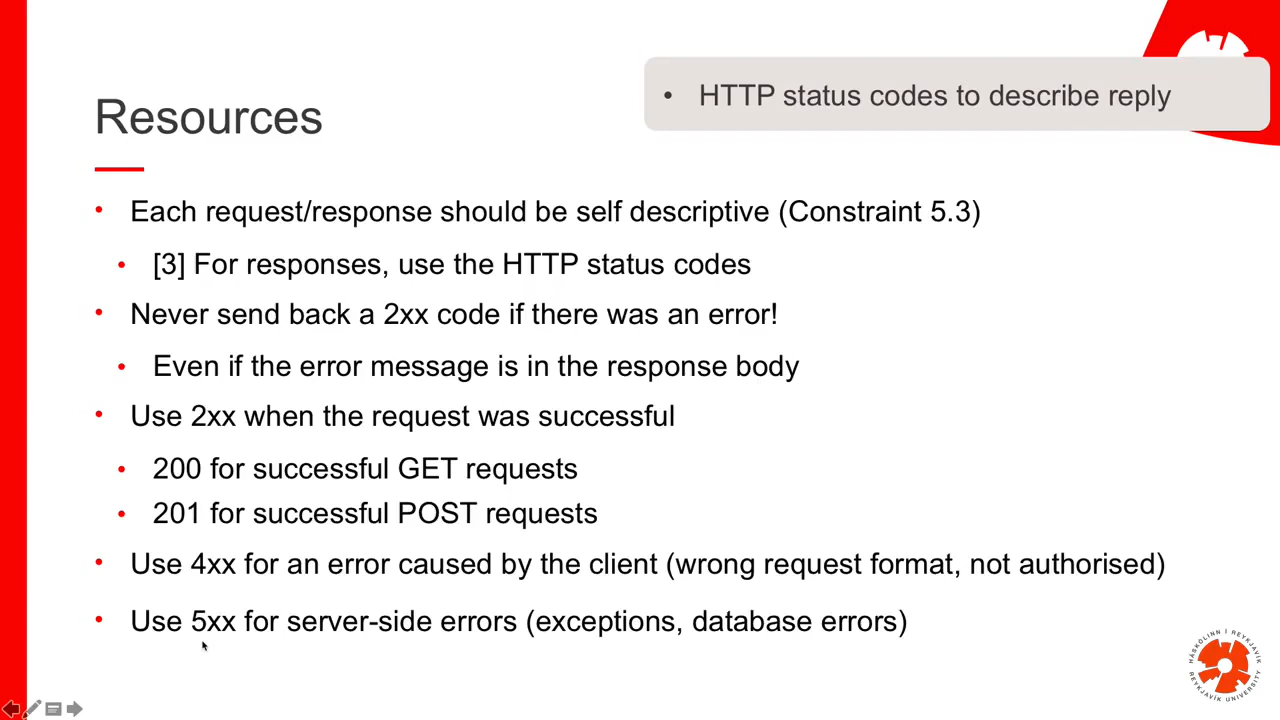 • HTTP status codes to describe reply
Resources
• Each request/response should be self descriptive (Constraint 5.3)
• [3] For responses, use the HTTP status codes
• Never send back a 2xx code if there was an error!
• Even if the error message is in the response body
• Use 2xx when the request was successful
• 200 for successful GET requests
• 201 for successful POST requests
• Use 4xx for an error caused by the client (wrong request format, not authorised)
• Use 5xx for server-side errors (exceptions, database errors)
HÁSKÓLINN Í REYKJAVÍK
REYKJAVÍK UNIVERSITY